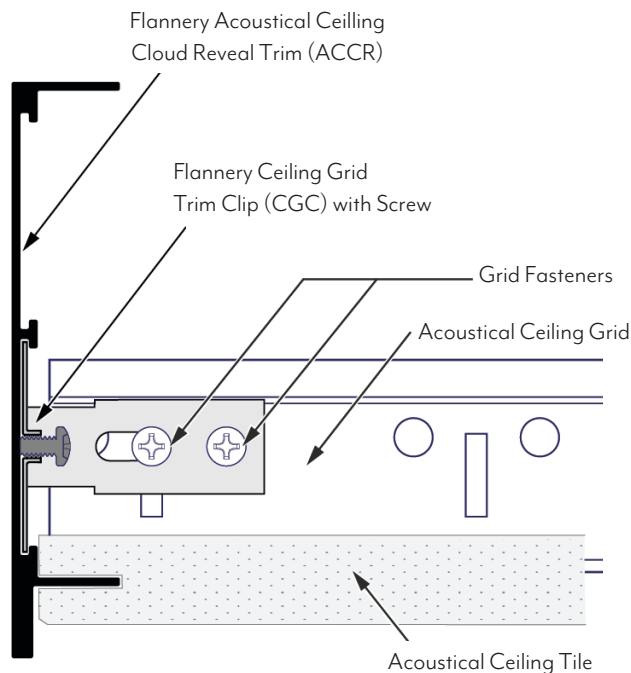 Flannery Acoustical Ceilling
Cloud Reveal Trim (ACCR)
Flannery Ceiling Grid
Trim Clip (CGC) with Screw
Grid Fasteners
Acoustical Ceiling Grid
Acoustical Ceiling Tile